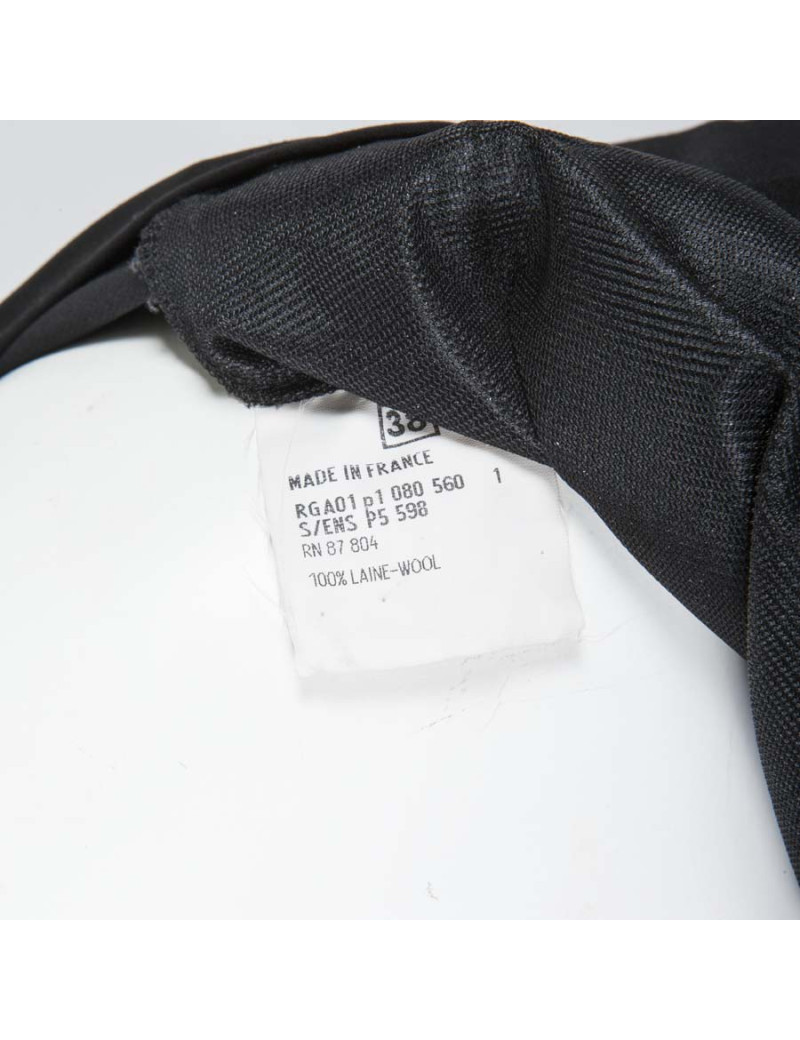 38
MADE IN FRANCE
RGA01 p1 080 560 1
S/ENS P5 598
RN 87 804
100% LAINE-WOOL